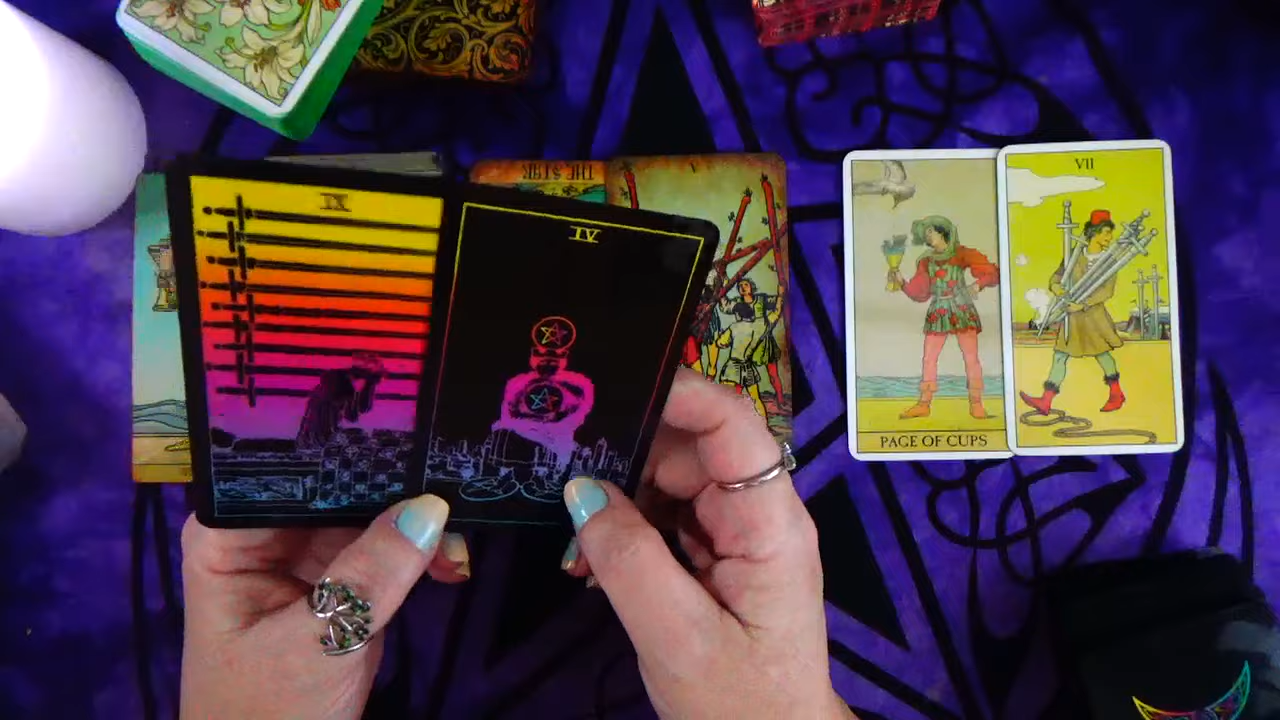 IX
IV
THE STAR
V
PAGE OF CUPS
VII